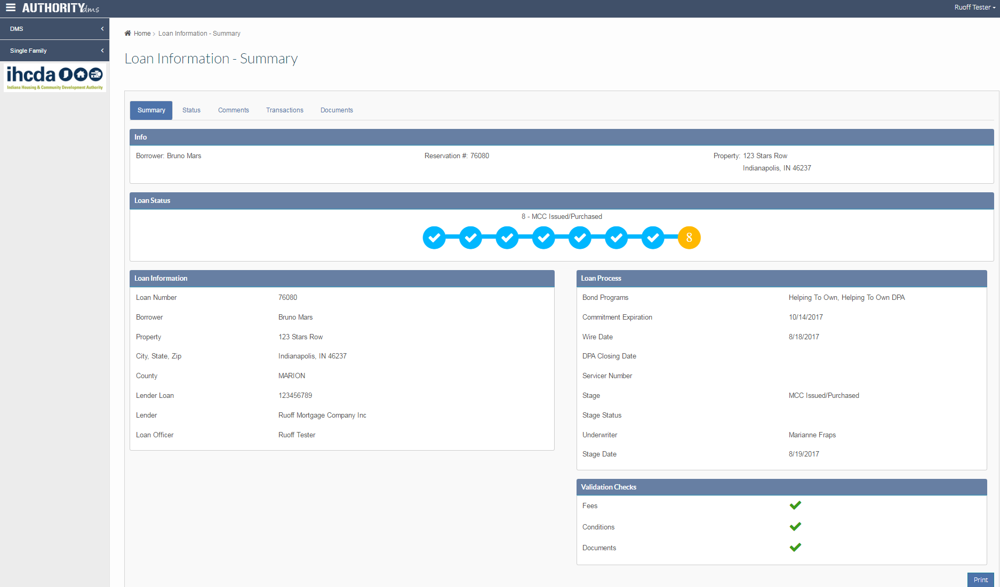 AUTHORITYdms
Ruoff Tester
DMS
Single Family
ihcda
Indiana Housing & Community Development Authority
Home > Loan Information - Summary
Loan Information - Summary
Summary Status Comments Transactions Documents
Info
Borrower: Bruno Mars Reservation #: 76080 Property: 123 Stars Row
Indianapolis, IN 46237
Loan Status
8 - MCC Issued/Purchased
8
Loan Information
Loan Number 76080
Borrower Bruno Mars
Property 123 Stars Row
City, State, Zip Indianapolis, IN 46237
County MARION
Lender Loan 123456789
Lender Ruoff Mortgage Company Inc
Loan Officer Ruoff Tester
Loan Process
Bond Programs Helping To Own, Helping To Own DPA
Commitment Expiration 10/14/2017
Wire Date 8/18/2017
DPA Closing Date
Servicer Number
Stage MCC Issued/Purchased
Stage Status
Underwriter Marianne Fraps
Stage Date 8/19/2017
Validation Checks
Fees
Conditions
Documents
Print